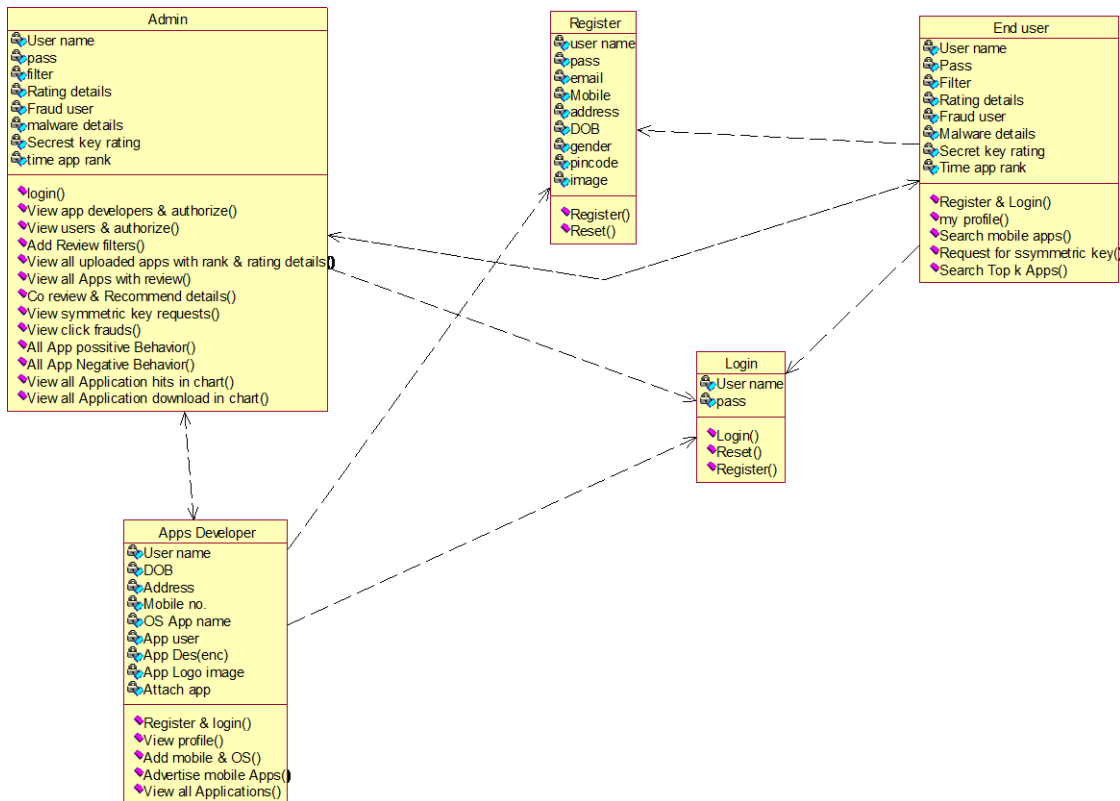 Admin
User name
pass
filter
Rating details
Fraud user
malware details
Secrest key rating
time app rank
login()
View app developers & authorize()
View users & authorize()
Add Review filters()
View all uploaded apps with rank & rating details()
View all Apps with review()
Co review & Recommend details()
View symmetric key requests()
View click frauds()
All App possitive Behavior()
All App Negative Behavior()
View all Application hits in chart()
View all Application download in chart()
Register
user name
pass
email
Mobile
address
DOB
gender
pincode
image
Register()
Reset()
End user
User name
Pass
Filter
Rating details
Fraud user
Malware details
Secret key rating
Time app rank
Register & Login()
my profile()
Search mobile apps()
Request for ssymmetric key()
Search Top k Apps()
Login
User name
pass
Login()
Reset()
Register()
Apps Developer
User name
DOB
Address
Mobile no.
OS App name
App user
App Des(enc)
App Logo image
Attach app
Register & login()
View profile()
Add mobile & OS()
Advertise mobile Apps()
View all Applications()